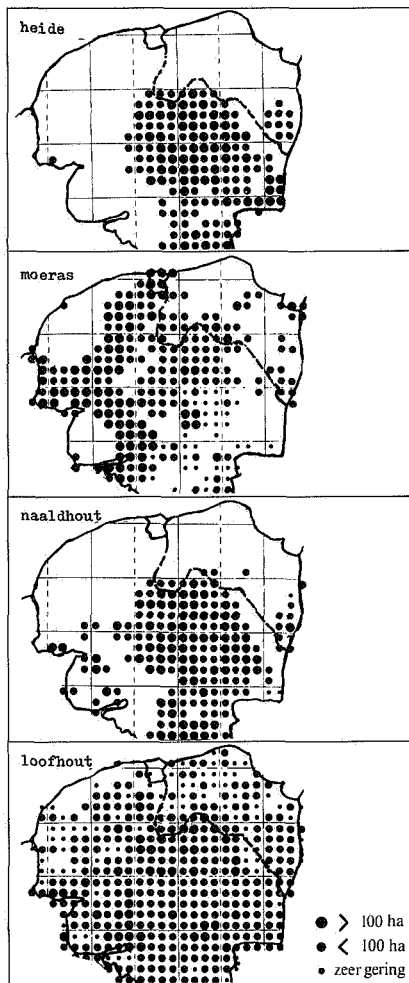 heide
moeras
naaldhout
loofhout
> 100 ha
< 100 ha
zeer gering